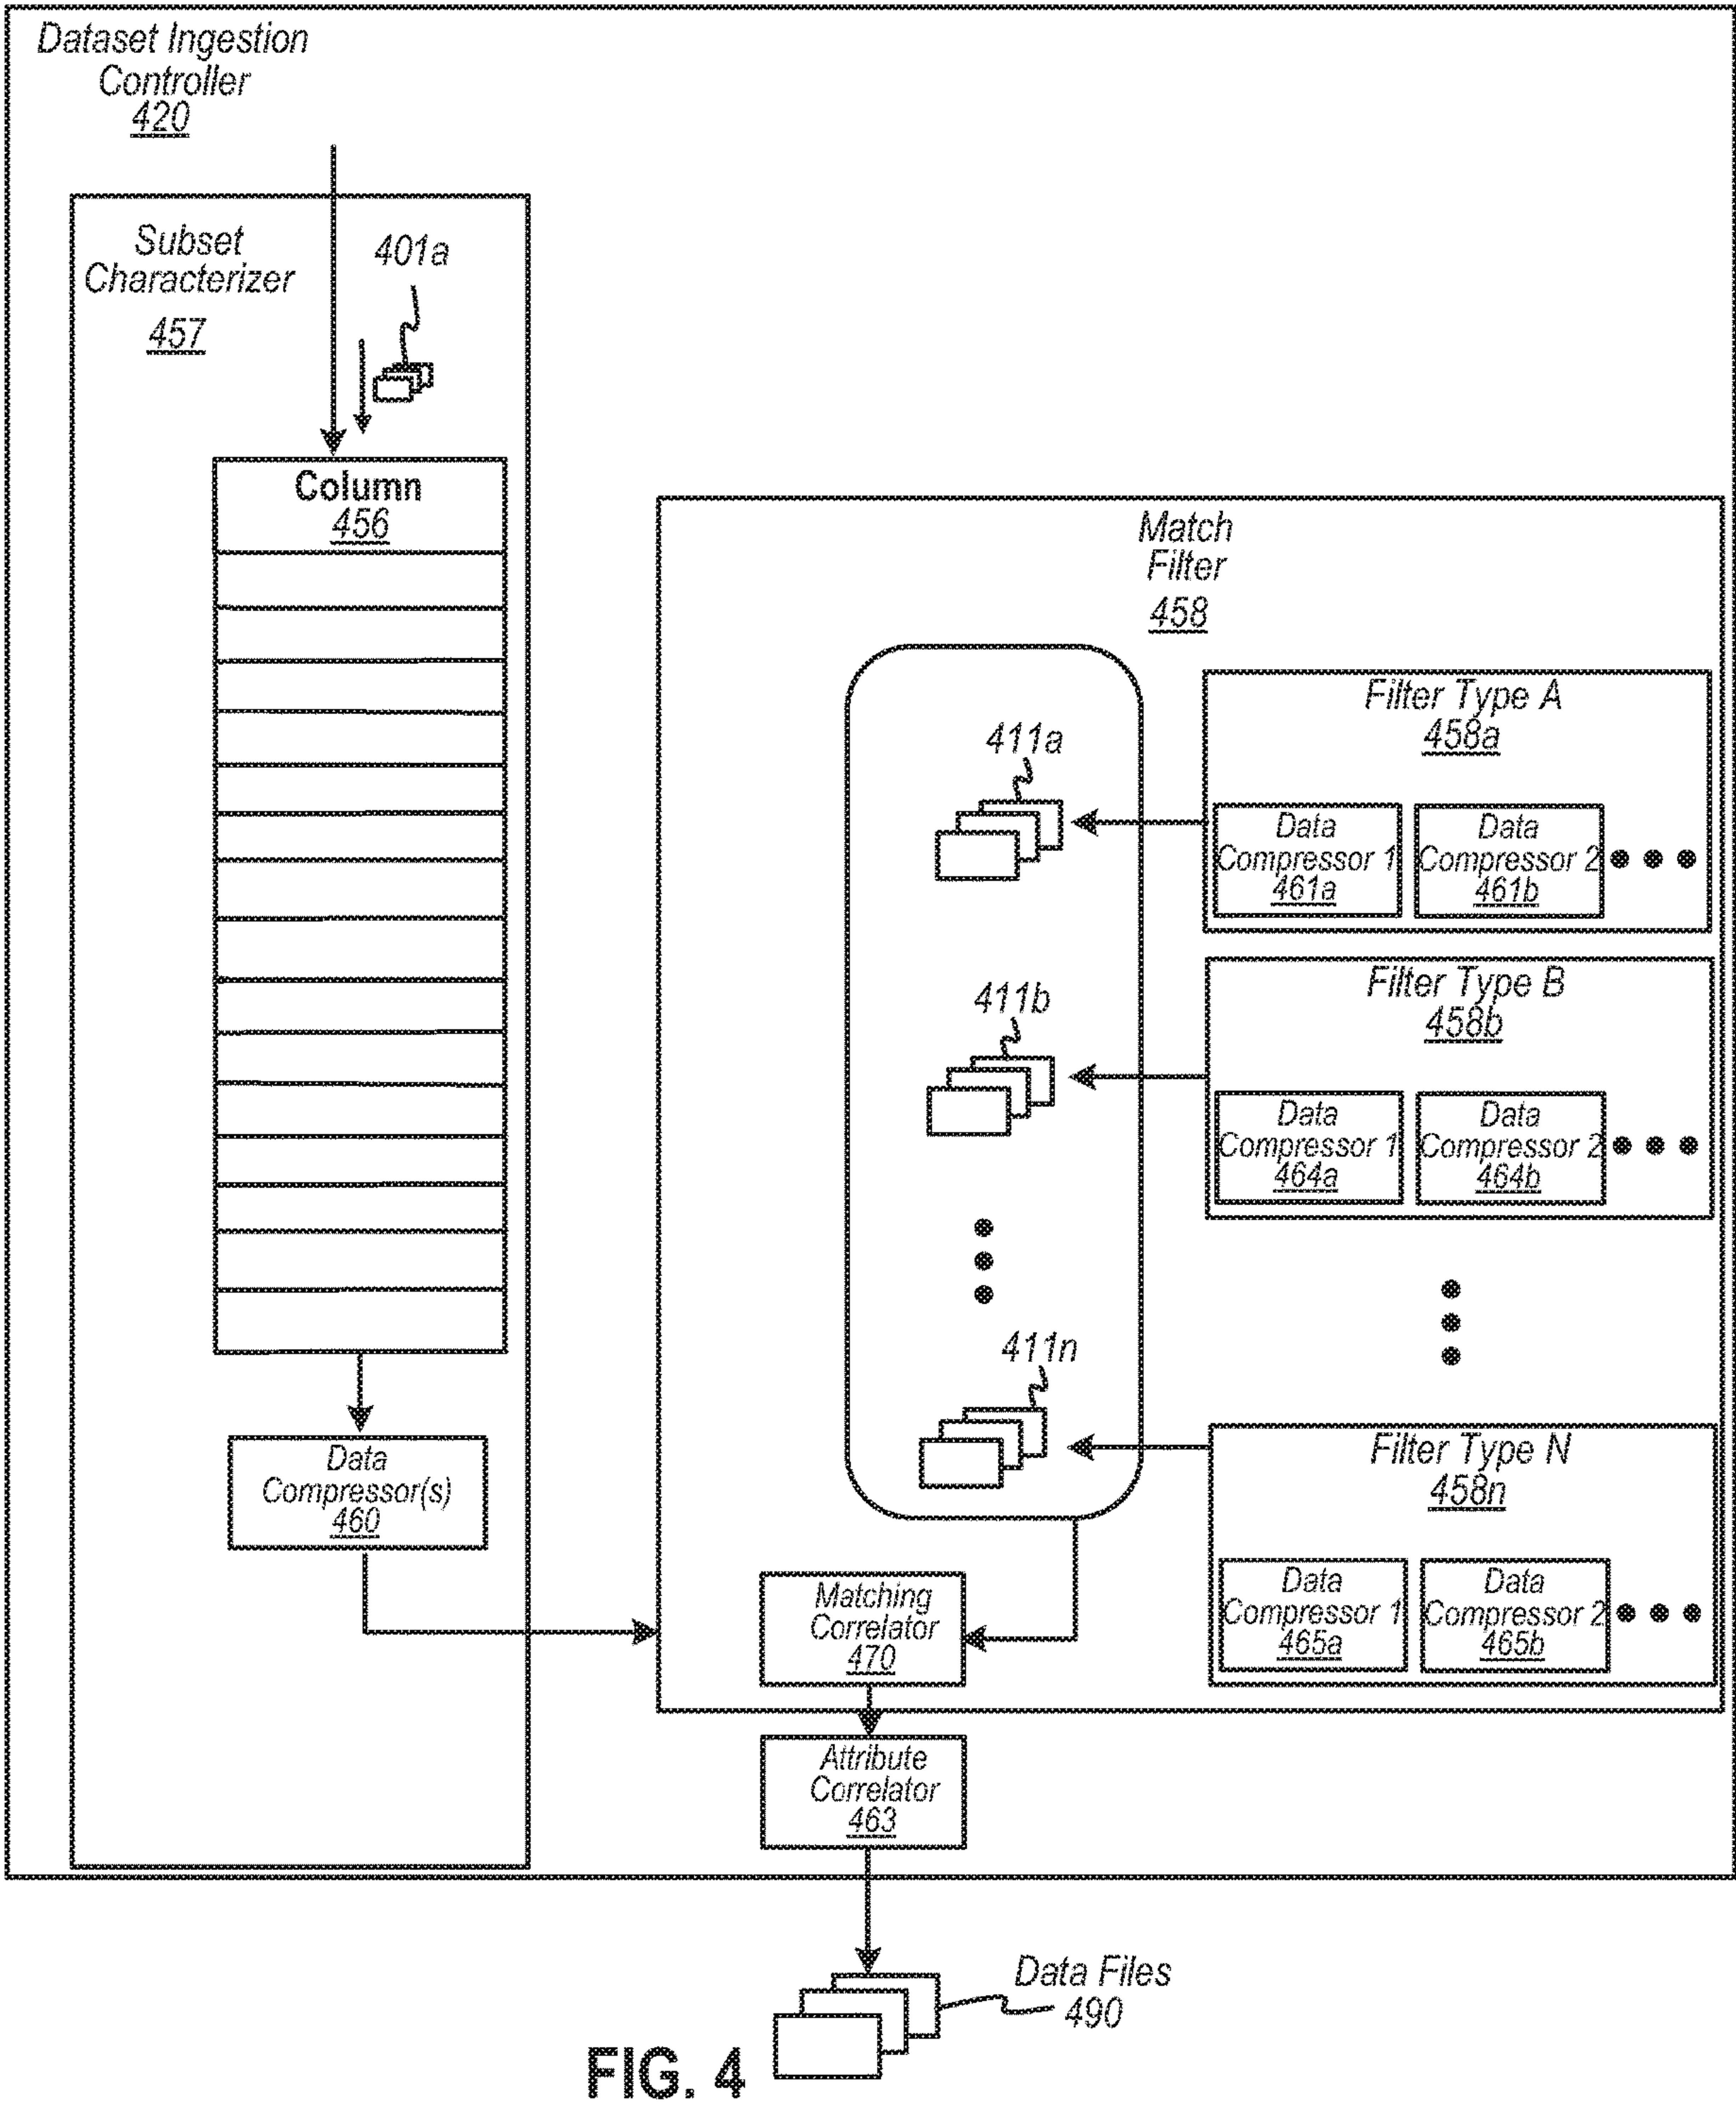 Dataset Ingestion
Controller
420
Subset
Characterizer
457
401a
Column
456
Data
Compressor(s)
460
Match
Filter
458
411a
411b
411n
Filter Type A
458a
Data
Compressor 1
461a
Data
Compressor 2
461b
Filter Type B
458b
Data
Compressor 1
464a
Data
Compressor 2
464b
Filter Type N
458n
Data
Compressor 1
465a
Data
Compressor 2
465b
Matching
Correlator
470
Attribute
Correlator
463
Data Files
490
FIG. 4